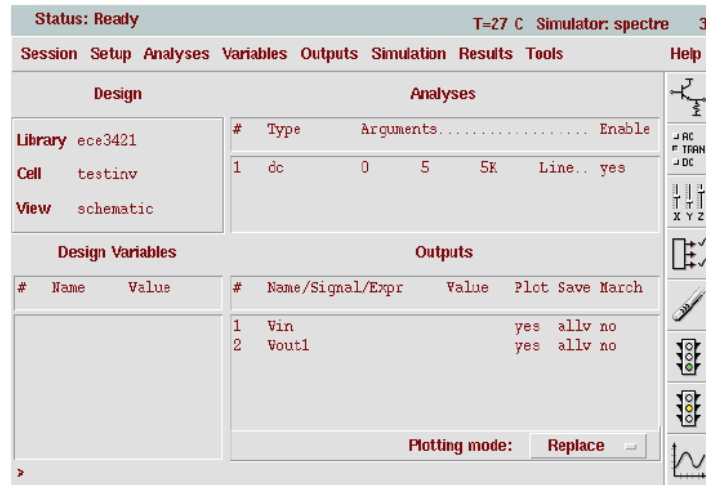 Status: Ready T=27 C Simulator: spectre 3
Session Setup Analyses Variables Outputs Simulation Results Tools Help
Design
Library ece3421
Cell testinv
View schematic
Analyses
# Type Arguments................... Enable
1 dc 0 5 5K Line.. yes
Design Variables
# Name Value
Outputs
# Name/Signal/Expr Value Plot Save March
1 Vin yes allv no
2 Vout1 yes allv no
Plotting mode: Replace
>
AC
TRAN
DC
X Y Z